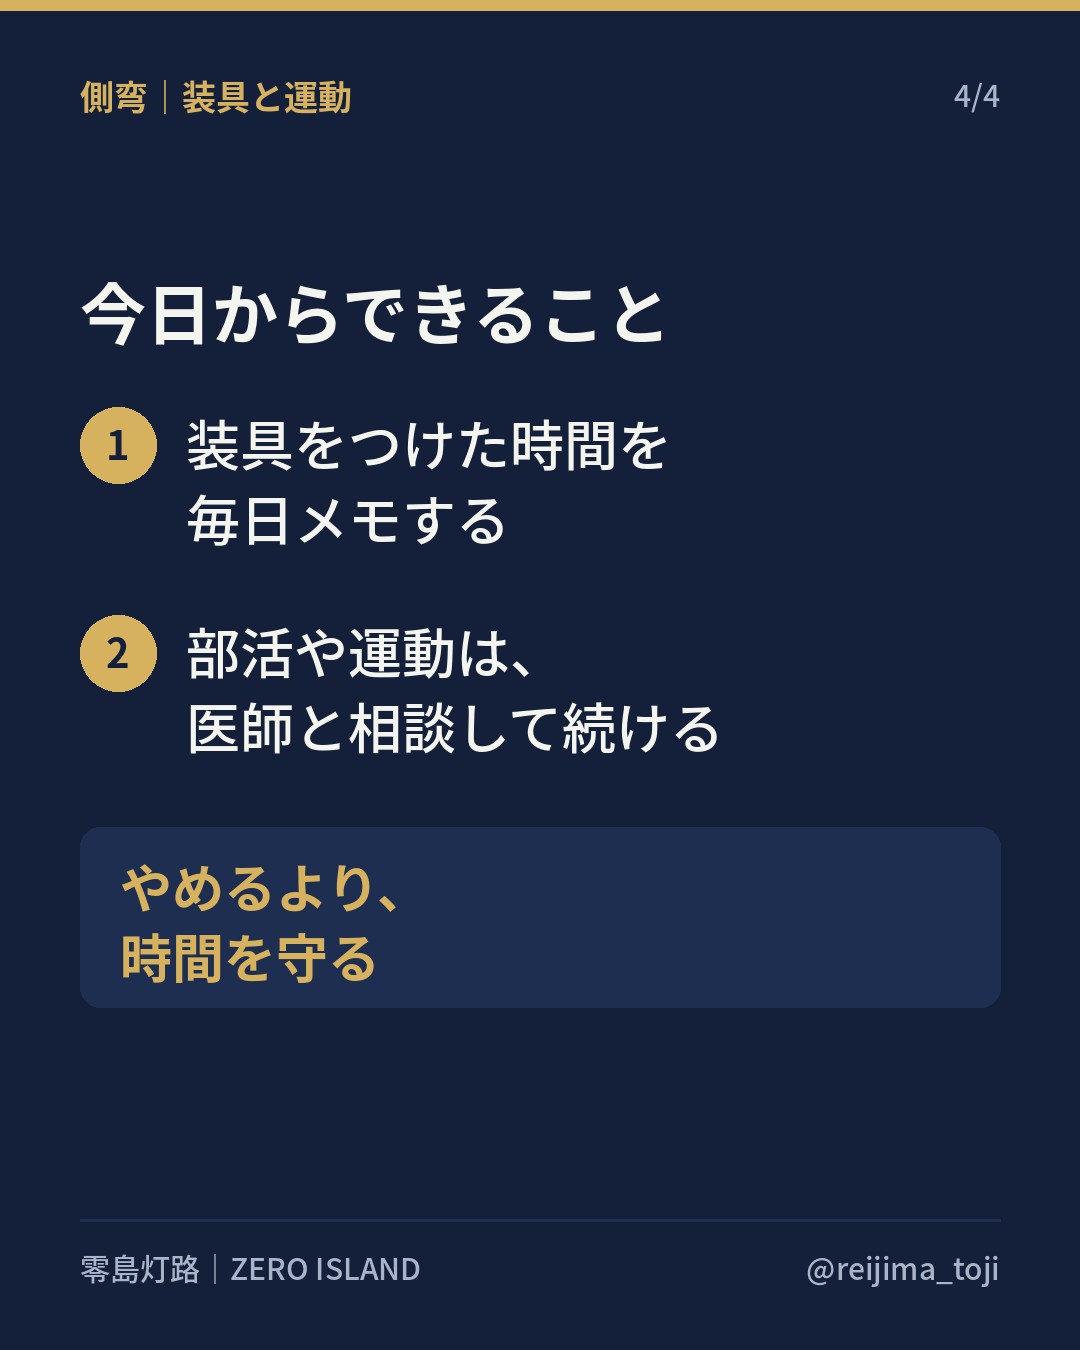 側弯｜装具と運動
4/4
今日からできること
1 装具をつけた時間を
毎日メモする
2 部活や運動は、
医師と相談して続ける
やめるより、
時間を守る
零島灯路｜ZERO ISLAND
@reijima_toji